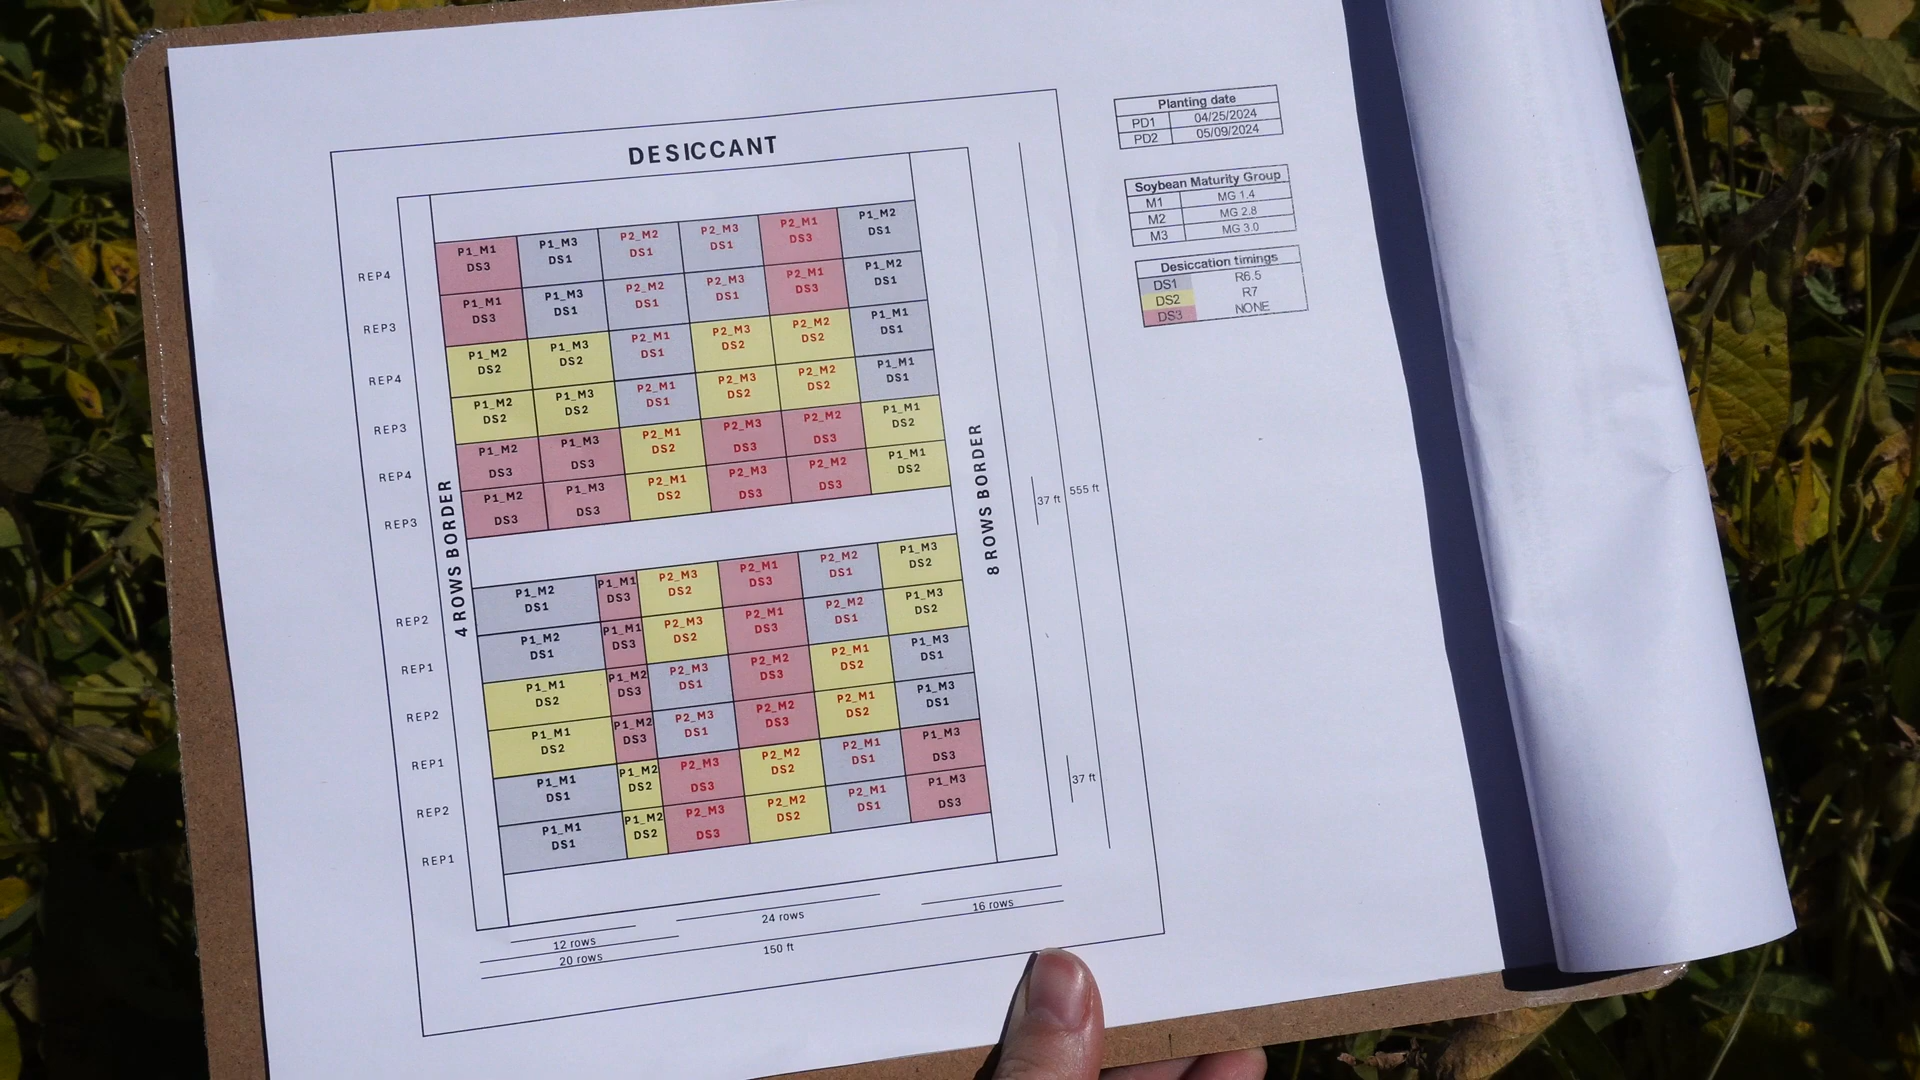 DESICCANT
REP4
P1_M1 P1_M3 P2_M2 P2_M3 P2_M1 P1_M2
DS3 DS1 DS1 DS1 DS3 DS1
REP3
P1_M1 P1_M3 P2_M2 P2_M3 P2_M1 P1_M2
DS3 DS1 DS1 DS1 DS3 DS1
REP4
P1_M2 P1_M3 P2_M1 P2_M3 P2_M2 P1_M1
DS2 DS2 DS1 DS2 DS2 DS1
REP3
P1_M2 P1_M3 P2_M1 P2_M3 P2_M2 P1_M1
DS2 DS2 DS1 DS2 DS2 DS1
REP4
P1_M2 P1_M3 P2_M1 P2_M3 P2_M2 P1_M1
DS3 DS3 DS2 DS3 DS3 DS2
REP3
P1_M2 P1_M3 P2_M1 P2_M3 P2_M2 P1_M1
DS3 DS3 DS2 DS3 DS3 DS2
REP2
P1_M2 P1_M1 P2_M3 P2_M1 P2_M2 P1_M3
DS1 DS3 DS2 DS3 DS1 DS2
REP1
P1_M2 P1_M1 P2_M3 P2_M1 P2_M2 P1_M3
DS1 DS3 DS2 DS3 DS1 DS2
REP2
P1_M1 P1_M2 P2_M3 P2_M2 P2_M1 P1_M3
DS2 DS3 DS1 DS3 DS2 DS1
REP1
P1_M1 P1_M2 P2_M3 P2_M2 P2_M1 P1_M3
DS2 DS3 DS1 DS3 DS2 DS1
REP2
P1_M1 P1_M2 P2_M3 P2_M2 P2_M1 P1_M3
DS1 DS2 DS3 DS2 DS1 DS3
REP1
P1_M1 P1_M2 P2_M3 P2_M2 P2_M1 P1_M3
DS1 DS2 DS3 DS2 DS1 DS3
4 ROWS BORDER
8 ROWS BORDER
37 ft
555 ft
37 ft
12 rows
24 rows
16 rows
20 rows
150 ft
Planting date
PD1 04/25/2024
PD2 05/09/2024
Soybean Maturity Group
M1 MG 1.4
M2 MG 2.8
M3 MG 3.0
Desiccation timings
DS1 R6.5
DS2 R7
DS3 NONE